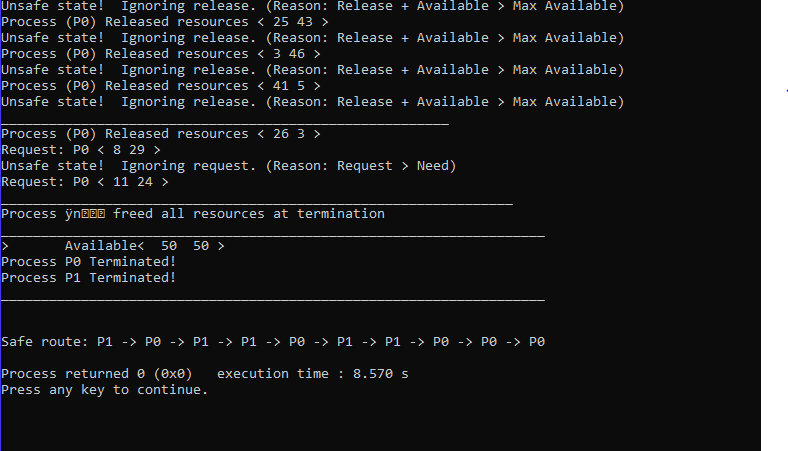 Unsafe state!  Ignoring release. (Reason: Release + Available > Max Available)
Process (P0) Released resources < 25 43 >
Unsafe state!  Ignoring release. (Reason: Release + Available > Max Available)
Process (P0) Released resources < 3 46 >
Unsafe state!  Ignoring release. (Reason: Release + Available > Max Available)
Process (P0) Released resources < 41 5 >
Unsafe state!  Ignoring release. (Reason: Release + Available > Max Available)
Process (P0) Released resources < 26 3 >
Request: P0 < 8 29 >
Unsafe state!  Ignoring request. (Reason: Request > Need)
Request: P0 < 11 24 >
Process ÿn freed all resources at termination
>       Available<  50  50 >
Process P0 Terminated!
Process P1 Terminated!
Safe route: P1 -> P0 -> P1 -> P1 -> P0 -> P1 -> P1 -> P0 -> P0 -> P0
Process returned 0 (0x0)   execution time : 8.570 s
Press any key to continue.